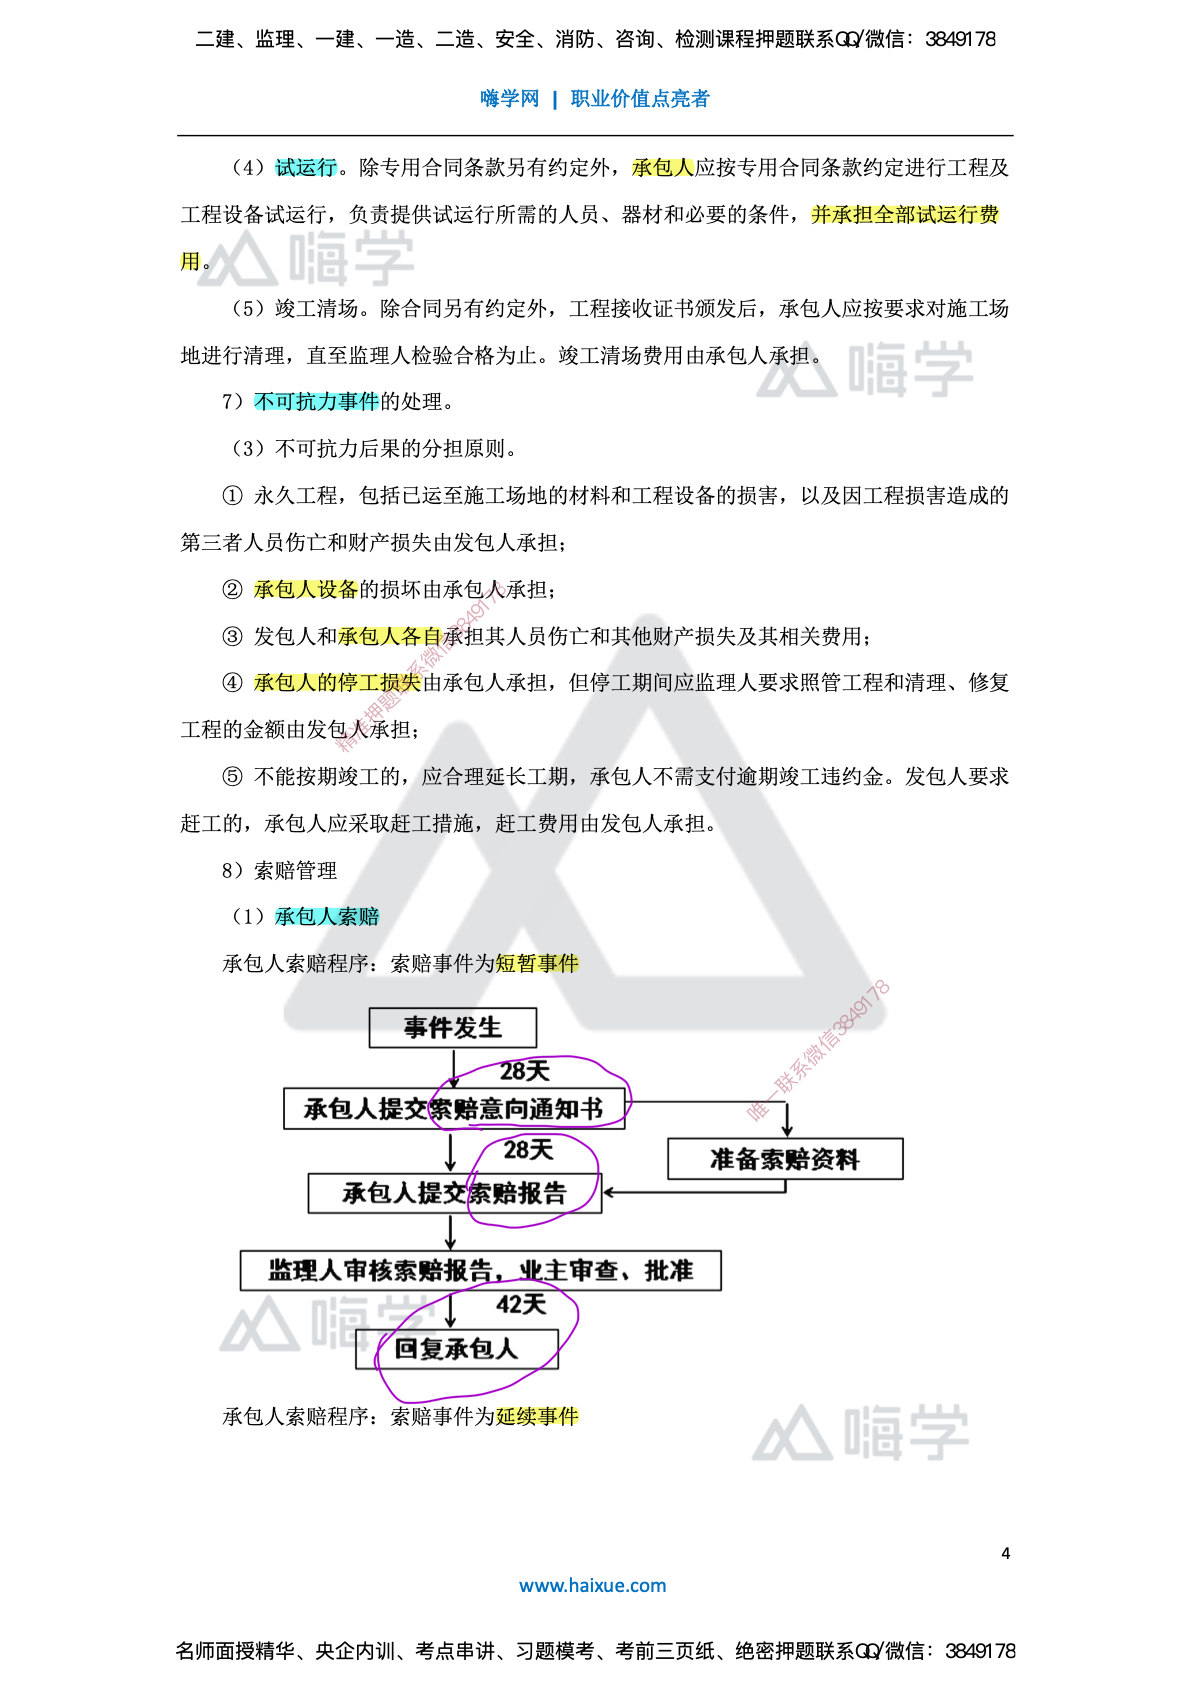 二建、监理、一建、一造、二造、安全、消防、咨询、检测课程押题联系QQ/微信：3849178
嗨学网 | 职业价值点亮者
（4）试运行。除专用合同条款另有约定外，承包人应按专用合同条款约定进行工程及
工程设备试运行，负责提供试运行所需的人员、器材和必要的条件，并承担全部试运行费
用。
嗨学
（5）竣工清场。除合同另有约定外，工程接收证书颁发后，承包人应按要求对施工场
地进行清理，直至监理人检验合格为止。竣工清场费用由承包人承担。
嗨学
7）不可抗力事件的处理。
（3）不可抗力后果的分担原则。
① 永久工程，包括已运至施工场地的材料和工程设备的损害，以及因工程损害造成的
第三者人员伤亡和财产损失由发包人承担；
② 承包人设备的损坏由承包人承担；
③ 发包人和承包人各自承担其人员伤亡和其他财产损失及其相关费用；
④ 承包人的停工损失由承包人承担，但停工期间应监理人要求照管工程和清理、修复
工程的金额由发包人承担；
精准押题联系微信3849178
⑤ 不能按期竣工的，应合理延长工期，承包人不需支付逾期竣工违约金。发包人要求
赶工的，承包人应采取赶工措施，赶工费用由发包人承担。
8）索赔管理
（1）承包人索赔
承包人索赔程序：索赔事件为短暂事件
唯一联系微信3849178
事件发生
28天
承包人提交索赔意向通知书
28天
准备索赔资料
承包人提交索赔报告
监理人审核索赔报告，业主审查、批准
42天
嗨学
回复承包人
承包人索赔程序：索赔事件为延续事件
嗨学
4
www.haixue.com
名师面授精华、央企内训、考点串讲、习题模考、考前三页纸、绝密押题联系QQ/微信：3849178